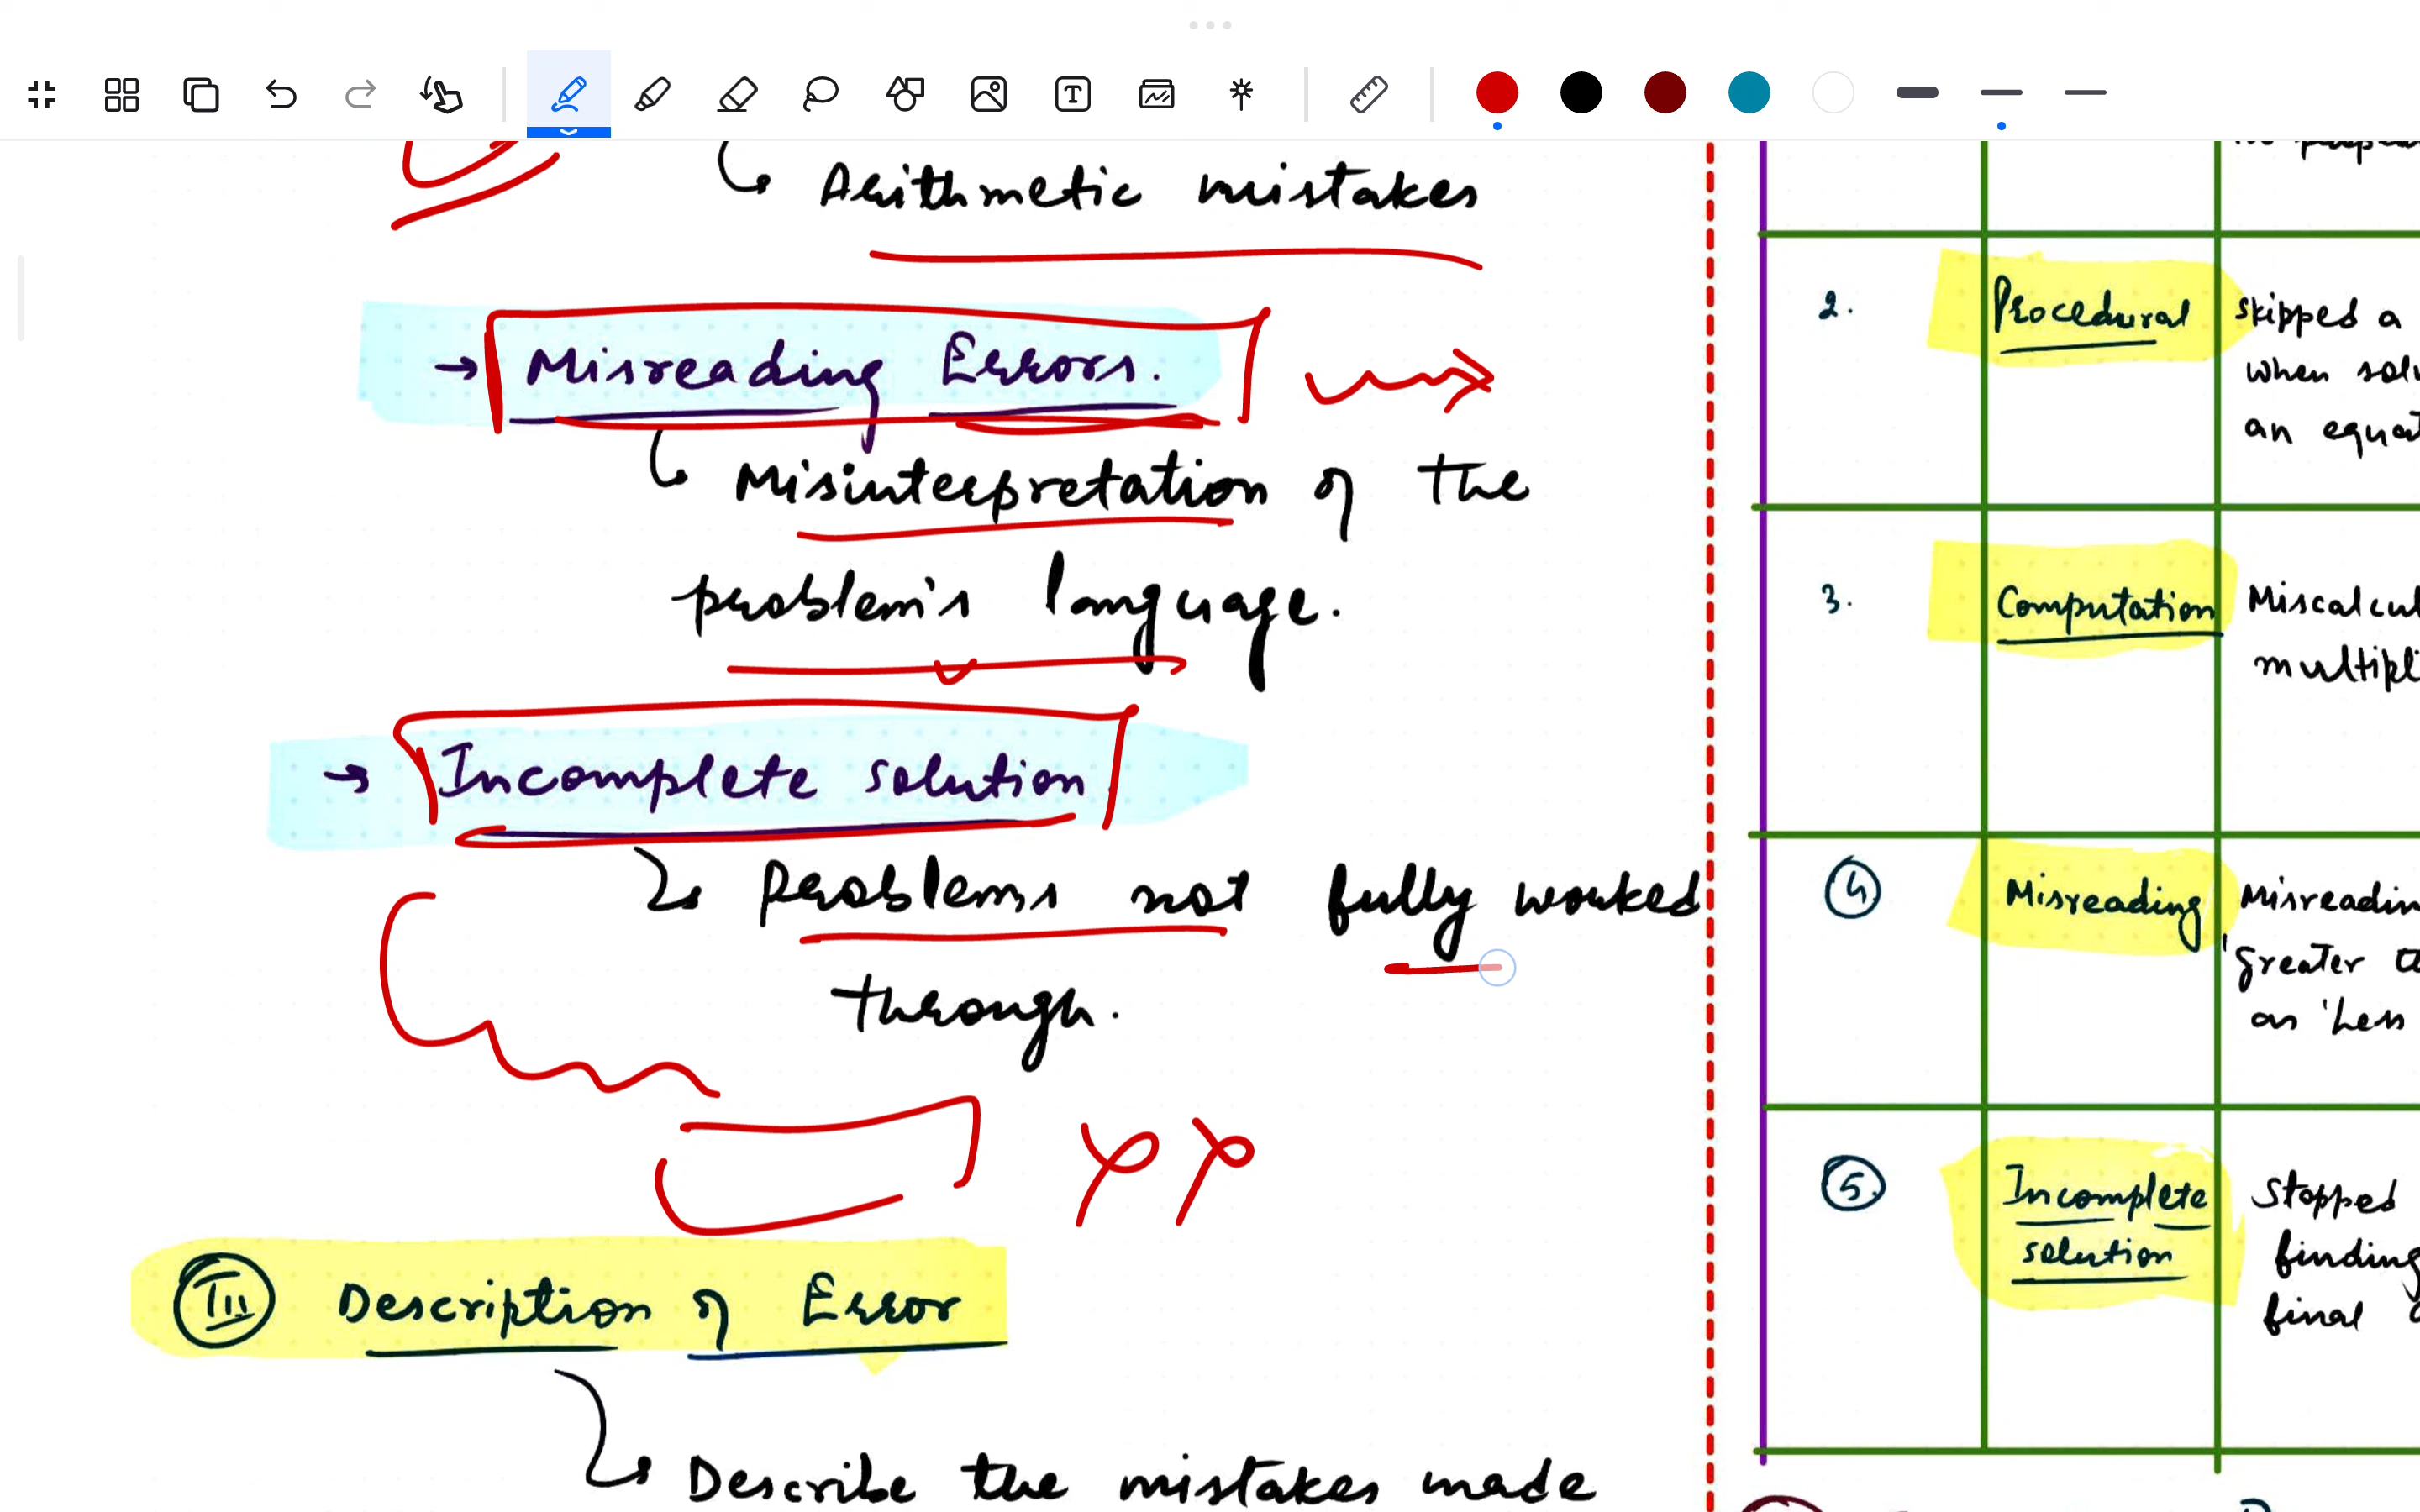 Arithmetic mistakes
→ Misreading Errors.
Misinterpretation of the
problem's language.
→ Incomplete solution
Problems not fully worked
through.
III Description of Error
Describe the mistakes made
2. Procedural skipped a
when
an
3. Computation
4 Misreading
'greater
as 'Less
5. Incomplete Stopped
solution finding
final